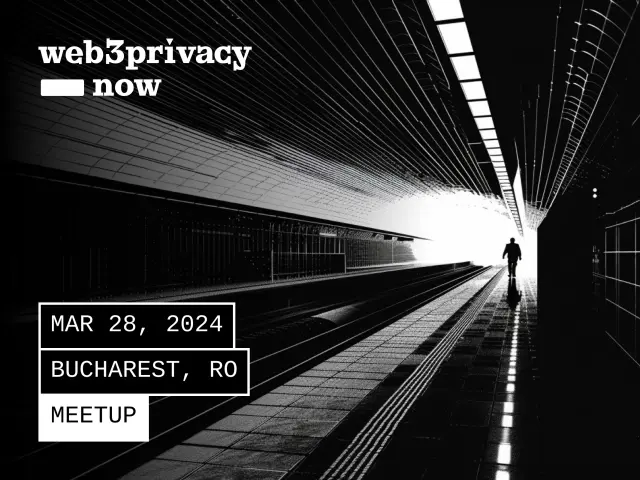 web3privacy
now
MAR 28, 2024
BUCHAREST, RO
MEETUP